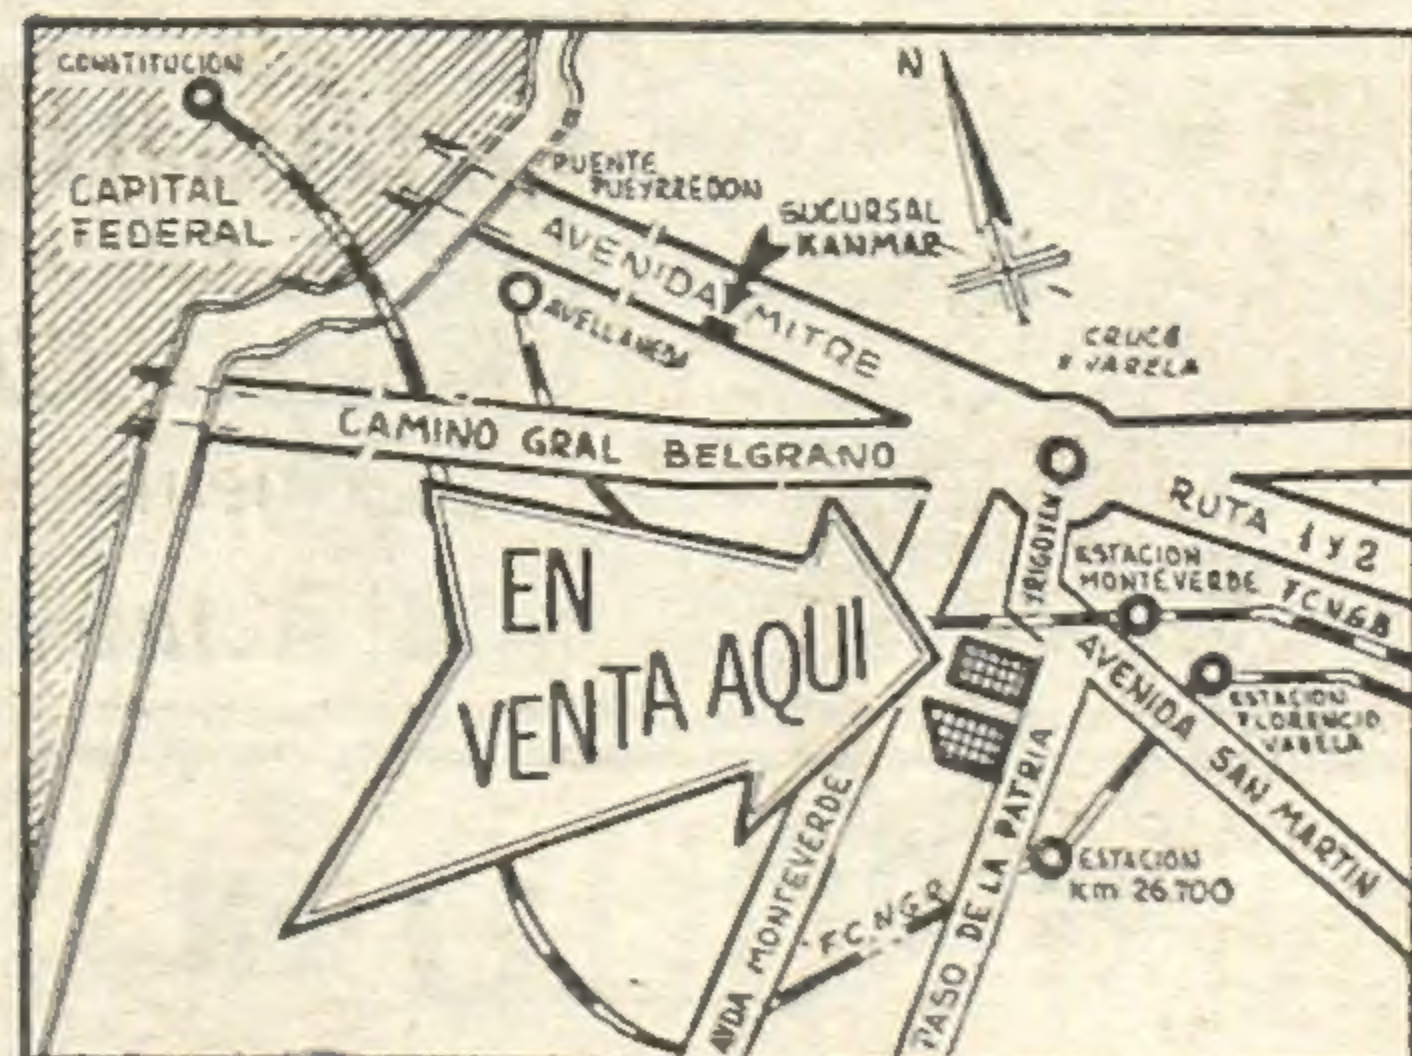 CONSTITUCION
CAPITAL
FEDERAL
PUENTE
PUEYRREDON
SUCURSAL
KANMAR
N
AVENIDA MITRE
AVELLANEDA
CRUCE
F VARELA
CAMINO GRAL BELGRANO
RUTA 1 Y 2
YRIGOYEN
ESTACION
MONTEVERDE
F.C.N.G.B
EN
VENTA AQUI
AVENIDA SAN MARTIN
ESTACION
FLORENCIO
VARELA
AVDA MONTEVERDE
F.C.N.G.R
PASO DE LA PATRIA
ESTACION
Km 26.700